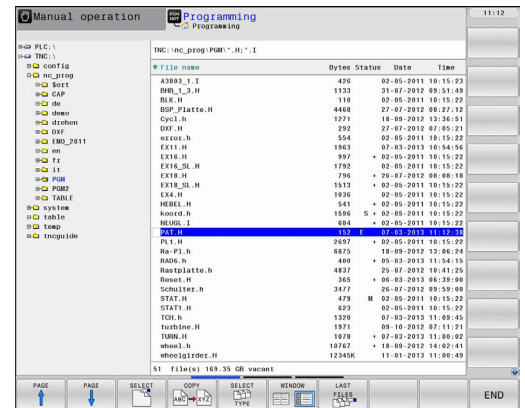 Manual operation
PGM MGT
Programming
Programming
11:12
PLC:\
TNC:\
config
nc_prog
$ort
CAP
de
demo
drehen
DXF
EMO_2011
en
fr
it
PGM
PGM2
TABLE
system
table
temp
tncguide
TNC:\nc_prog\PGM\*.H;*.I
File name Bytes Status Date Time
A3803_1.I 426 02-05-2011 10:15:23
BHB_1_3.H 1133 31-07-2012 09:51:49
BLK.H 110 02-05-2011 10:15:22
BSP_Platte.H 4468 27-07-2012 08:27:12
Cycl.h 1271 18-09-2012 13:36:51
DXF.H 292 27-07-2012 07:05:21
error.h 554 02-05-2011 10:15:22
EX11.H 1963 07-03-2013 10:54:56
EX16.H 997 + 02-05-2011 10:15:22
EX16_SL.H 1792 02-05-2011 10:15:22
EX18.H 796 + 26-07-2012 08:08:18
EX18_SL.H 1513 + 02-05-2011 10:15:22
EX4.H 1036 02-05-2011 10:15:22
HEBEL.H 541 + 02-05-2011 10:15:22
koord.h 1596 S + 02-05-2011 10:15:22
NEUGL.I 684 + 02-05-2011 10:15:22
PAT.H 152 E 07-03-2013 11:12:38
PL1.H 2697 + 02-05-2011 10:15:22
Ra-Pl.h 6675 18-09-2012 13:06:24
RAD6.h 400 + 05-03-2013 11:54:15
Rastplatte.h 4837 25-07-2012 10:41:25
Reset.H 365 + 06-03-2013 06:39:00
Schulter.h 3477 26-07-2012 09:59:00
STAT.H 479 M 02-05-2011 10:15:22
STAT1.H 623 02-05-2011 10:15:22
TCH.h 1320 07-03-2013 11:09:45
turbine.H 1971 09-10-2012 07:11:21
TURN.H 1078 + 07-03-2013 11:00:02
wheel.h 10767 + 18-09-2012 14:02:41
wheelgirder.H 12345K 11-01-2013 11:00:49
51 file(s) 169.35 GB vacant
PAGE
PAGE
SELECT
COPY
ABC XYZ
SELECT
TYPE
WINDOW
LAST
FILES
END